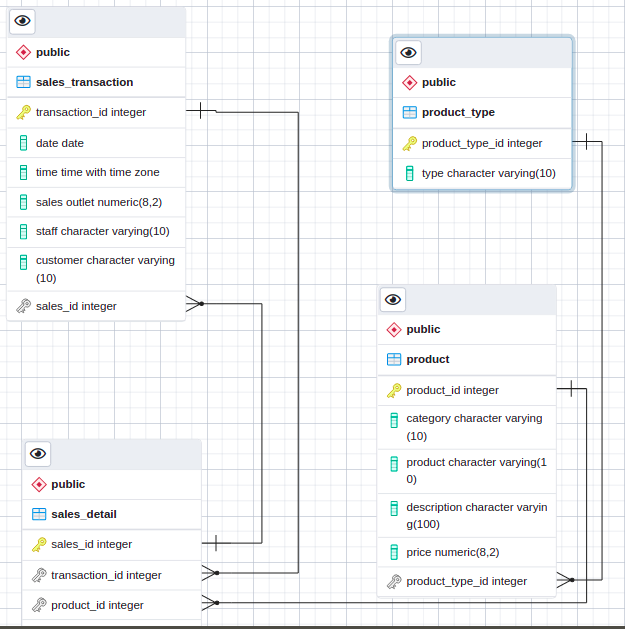 public
sales_transaction
transaction_id integer
date date
time time with time zone
sales outlet numeric(8,2)
staff character varying(10)
customer character varying
(10)
sales_id integer
public
product_type
product_type_id integer
type character varying(10)
public
product
product_id integer
category character varying
(10)
product character varying(1
0)
description character varyin
g(100)
price numeric(8,2)
product_type_id integer
public
sales_detail
sales_id integer
transaction_id integer
product_id integer